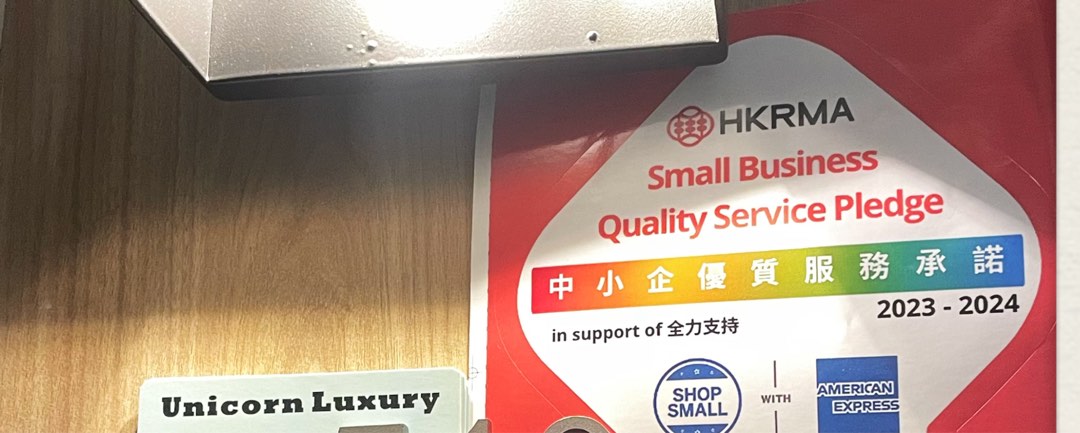 HKRMA
Small Business
Quality Service Pledge
中小企優質服務承諾
2023 - 2024
in support of 全力支持
SHOP
SMALL
WITH
AMERICAN
EXPRESS
Unicorn Luxury